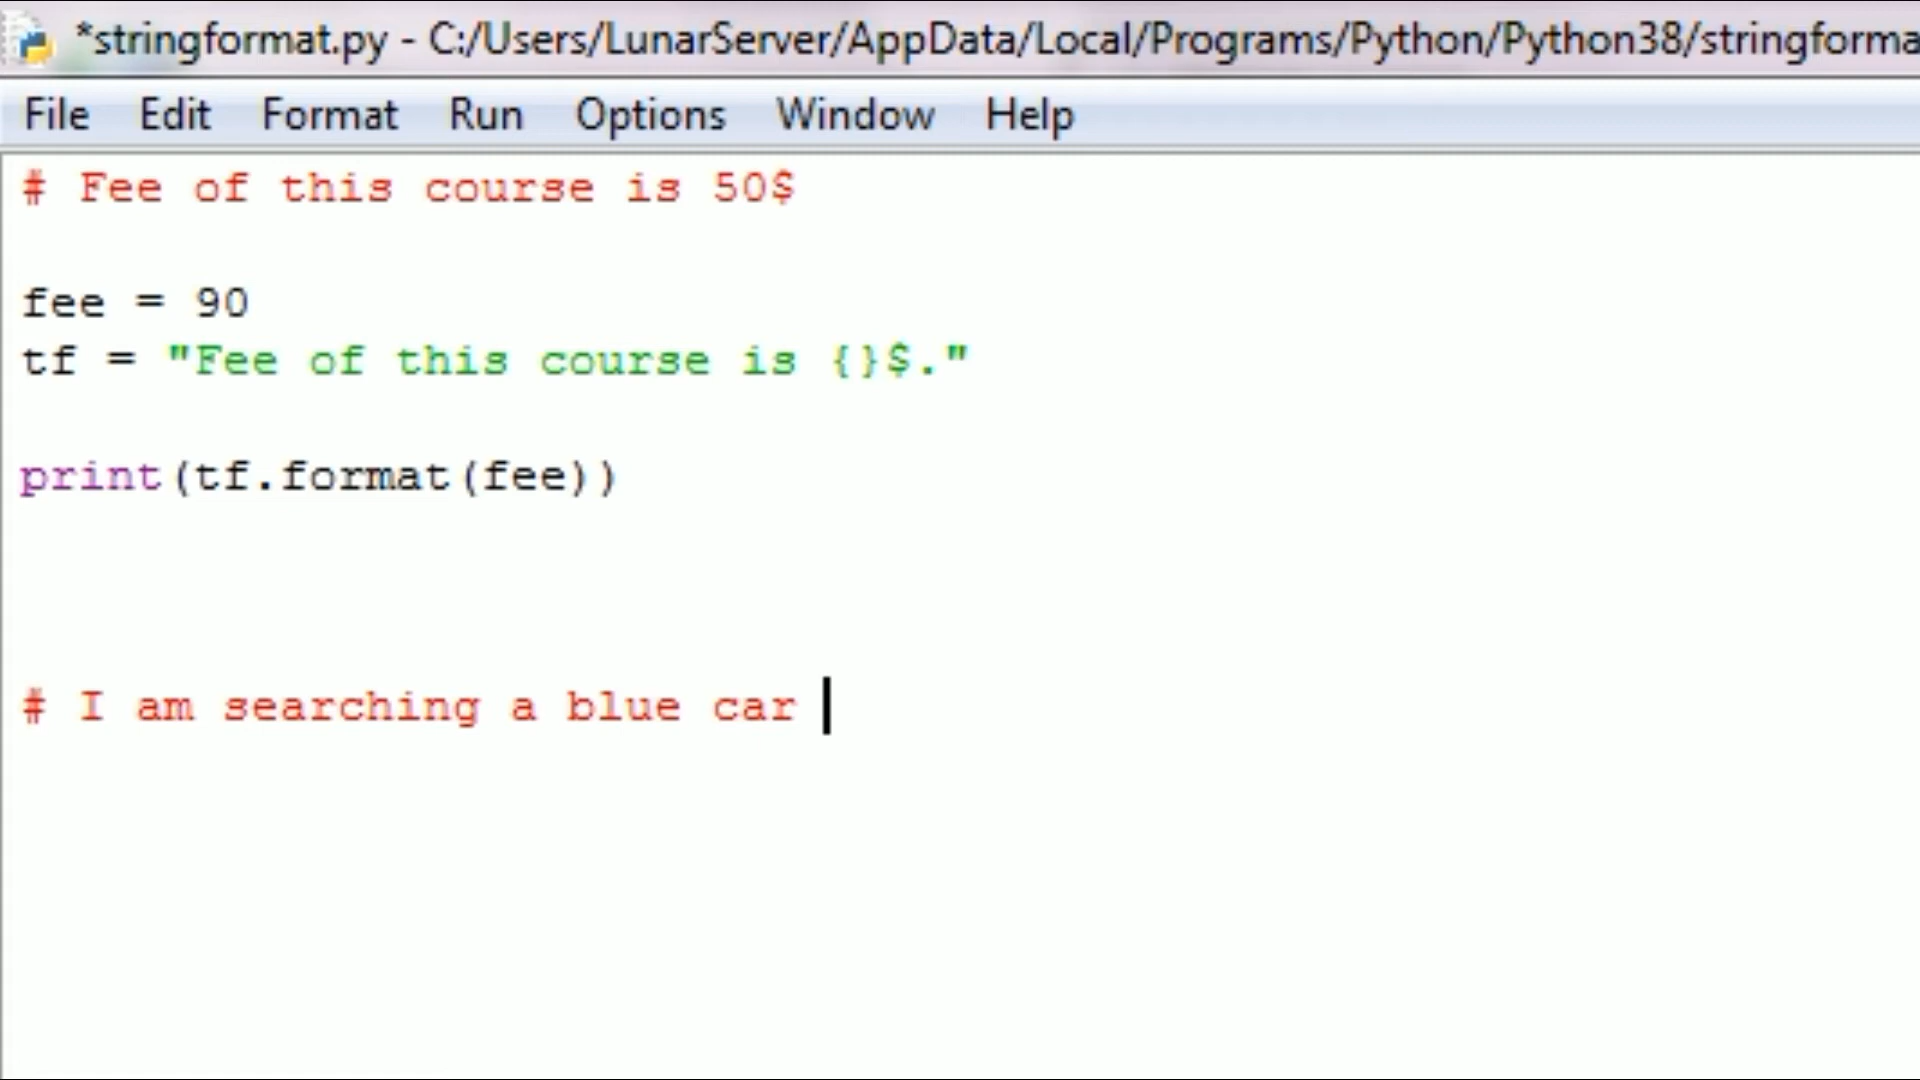 *stringformat.py - C:/Users/LunarServer/AppData/Local/Programs/Python/Python38/stringforma
File Edit Format Run Options Window Help
# Fee of this course is 50$
fee = 90
tf = "Fee of this course is {}$."
print(tf.format(fee))
# I am searching a blue car